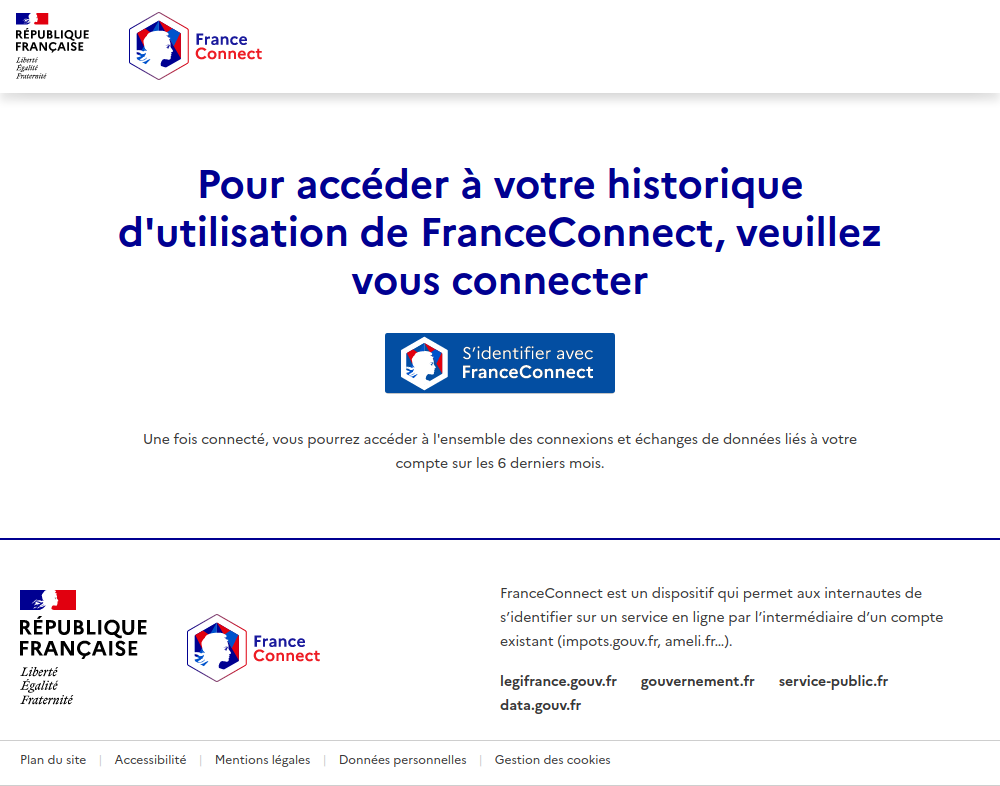 RÉPUBLIQUE
FRANÇAISE
Liberté
Égalité
Fraternité
France
Connect
Pour accéder à votre historique
d'utilisation de FranceConnect, veuillez
vous connecter
S’identifier avec
FranceConnect
Une fois connecté, vous pourrez accéder à l'ensemble des connexions et échanges de données liés à votre
compte sur les 6 derniers mois.
RÉPUBLIQUE
FRANÇAISE
Liberté
Égalité
Fraternité
France
Connect
FranceConnect est un dispositif qui permet aux internautes de
s’identifier sur un service en ligne par l’intermédiaire d’un compte
existant (impots.gouv.fr, ameli.fr…).
legifrance.gouv.fr gouvernement.fr service-public.fr
data.gouv.fr
Plan du site | Accessibilité | Mentions légales | Données personnelles | Gestion des cookies